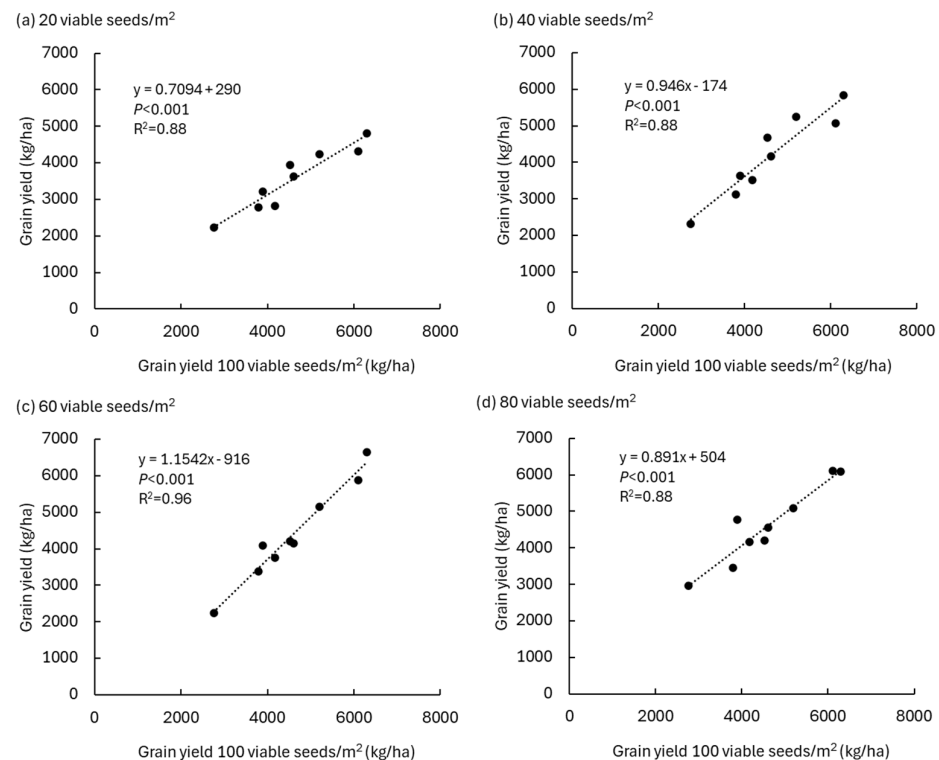 (a) 20 viable seeds/m²
7000
6000
5000
4000
3000
2000
1000
0
y = 0.7094 + 290
P<0.001
R²=0.88
Grain yield (kg/ha)
0 2000 4000 6000 8000
Grain yield 100 viable seeds/m² (kg/ha)
(b) 40 viable seeds/m²
7000
6000
5000
4000
3000
2000
1000
0
y = 0.946x - 174
P<0.001
R²=0.88
Grain yield (kg/ha)
0 2000 4000 6000 8000
Grain yield 100 viable seeds/m² (kg/ha)
(c) 60 viable seeds/m²
7000
6000
5000
4000
3000
2000
1000
0
y = 1.1542x - 916
P<0.001
R²=0.96
Grain yield (kg/ha)
0 2000 4000 6000 8000
Grain yield 100 viable seeds/m² (kg/ha)
(d) 80 viable seeds/m²
7000
6000
5000
4000
3000
2000
1000
0
y = 0.891x + 504
P<0.001
R²=0.88
Grain yield (kg/ha)
0 2000 4000 6000 8000
Grain yield 100 viable seeds/m² (kg/ha)